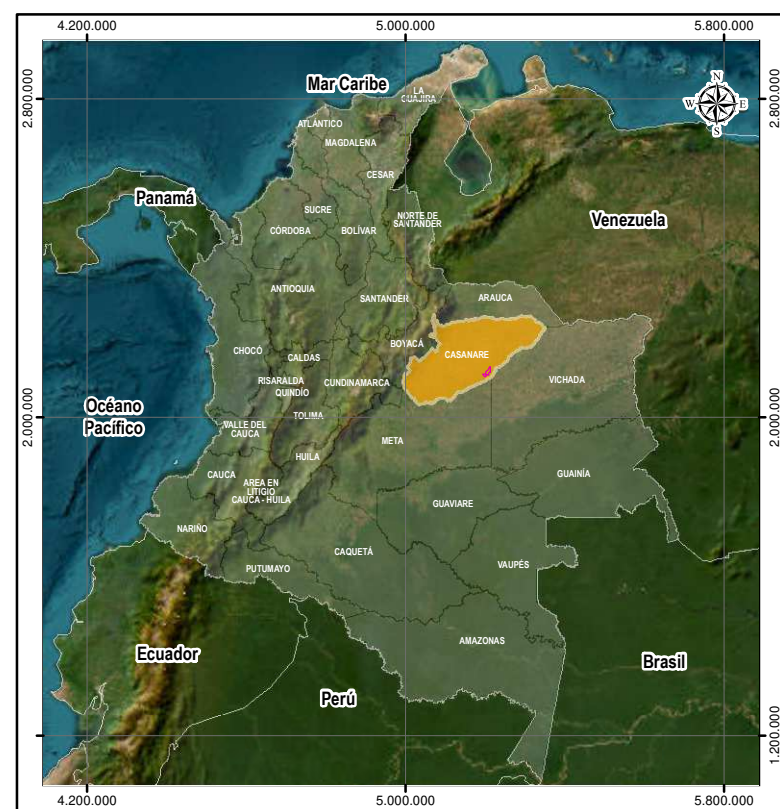 4.200.000
5.000.000
5.800.000
Mar Caribe
LA
GUAJIRA
N
W
E
S
2.800.000
2.800.000
ATLÁNTICO
MAGDALENA
CESAR
Panamá
SUCRE
NORTE DE
SANTANDER
Venezuela
CÓRDOBA
BOLÍVAR
ANTIOQUIA
SANTANDER
ARAUCA
CHOCÓ
BOYACÁ
CASANARE
CALDAS
RISARALDA
CUNDINAMARCA
VICHADA
QUINDÍO
Océano
Pacífico
TOLIMA
2.000.000
2.000.000
VALLE DEL
CAUCA
META
HUILA
CAUCA
GUAINÍA
AREA EN
LITIGIO
CAUCA - HUILA
GUAVIARE
NARIÑO
CAQUETÁ
VAUPÉS
PUTUMAYO
AMAZONAS
Ecuador
Brasil
Perú
1.200.000
1.200.000
4.200.000
5.000.000
5.800.000